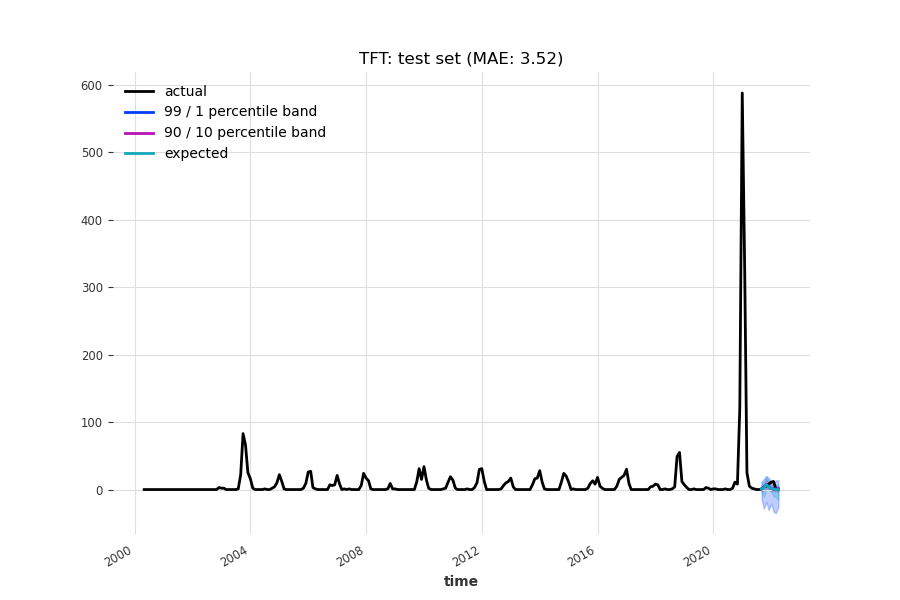 TFT: test set (MAE: 3.52)
actual
99 / 1 percentile band
90 / 10 percentile band
expected
600
500
400
300
200
100
0
2000
2004
2008
2012
2016
2020
time